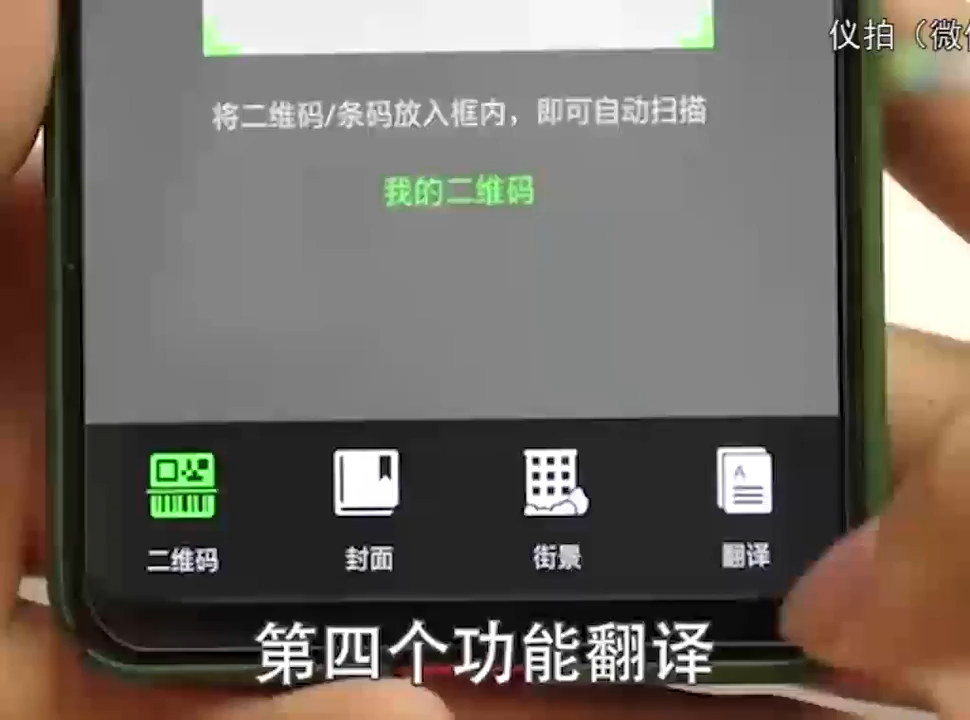 仪拍（微
将二维码/条码放入框内，即可自动扫描
我的二维码
二维码 封面 街景 翻译
第四个功能翻译